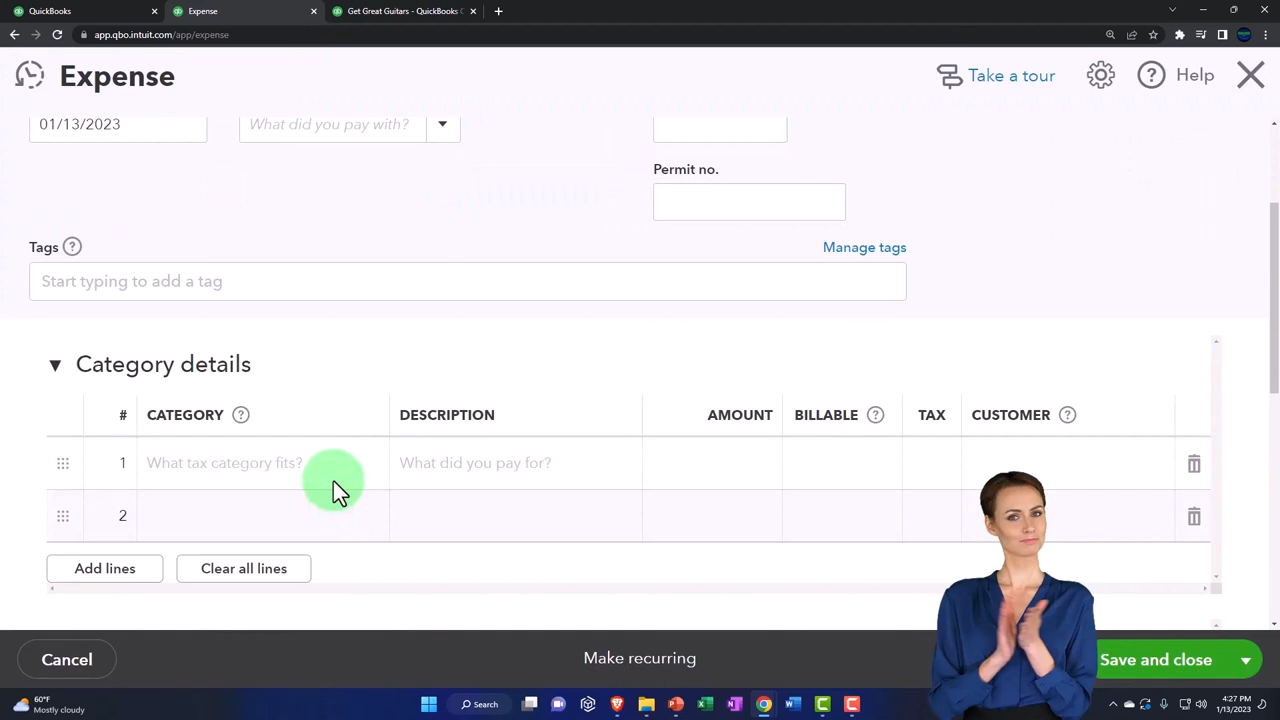 QuickBooks
Expense
Get Great Guitars - QuickBooks C
app.qbo.intuit.com/app/expense
Expense
Take a tour
Help
01/13/2023
What did you pay with?
Permit no.
Tags
Manage tags
Start typing to add a tag
Category details
# CATEGORY DESCRIPTION AMOUNT BILLABLE TAX CUSTOMER
1 What tax category fits? What did you pay for?
2
Add lines Clear all lines
Cancel Make recurring Save and close
60°F
Mostly cloudy
Search
4:27 PM
1/13/2023